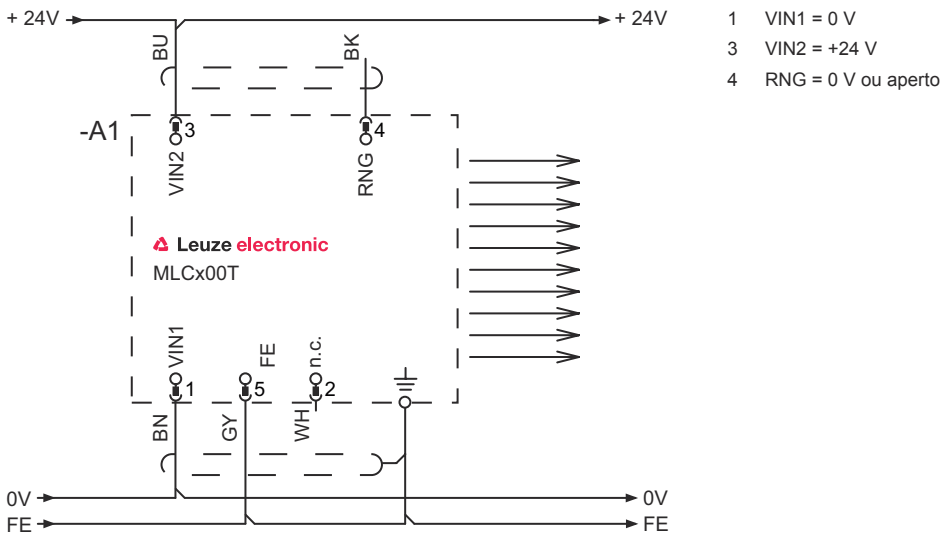 + 24V
+ 24V
1 VIN1 = 0 V
3 VIN2 = +24 V
4 RNG = 0 V ou aperto
BU
BK
-A1
3
4
VIN2
RNG
Leuze electronic
MLCx00T
VIN1
FE
n.c.
1
5
2
BN
GY
WH
0V
0V
FE
FE